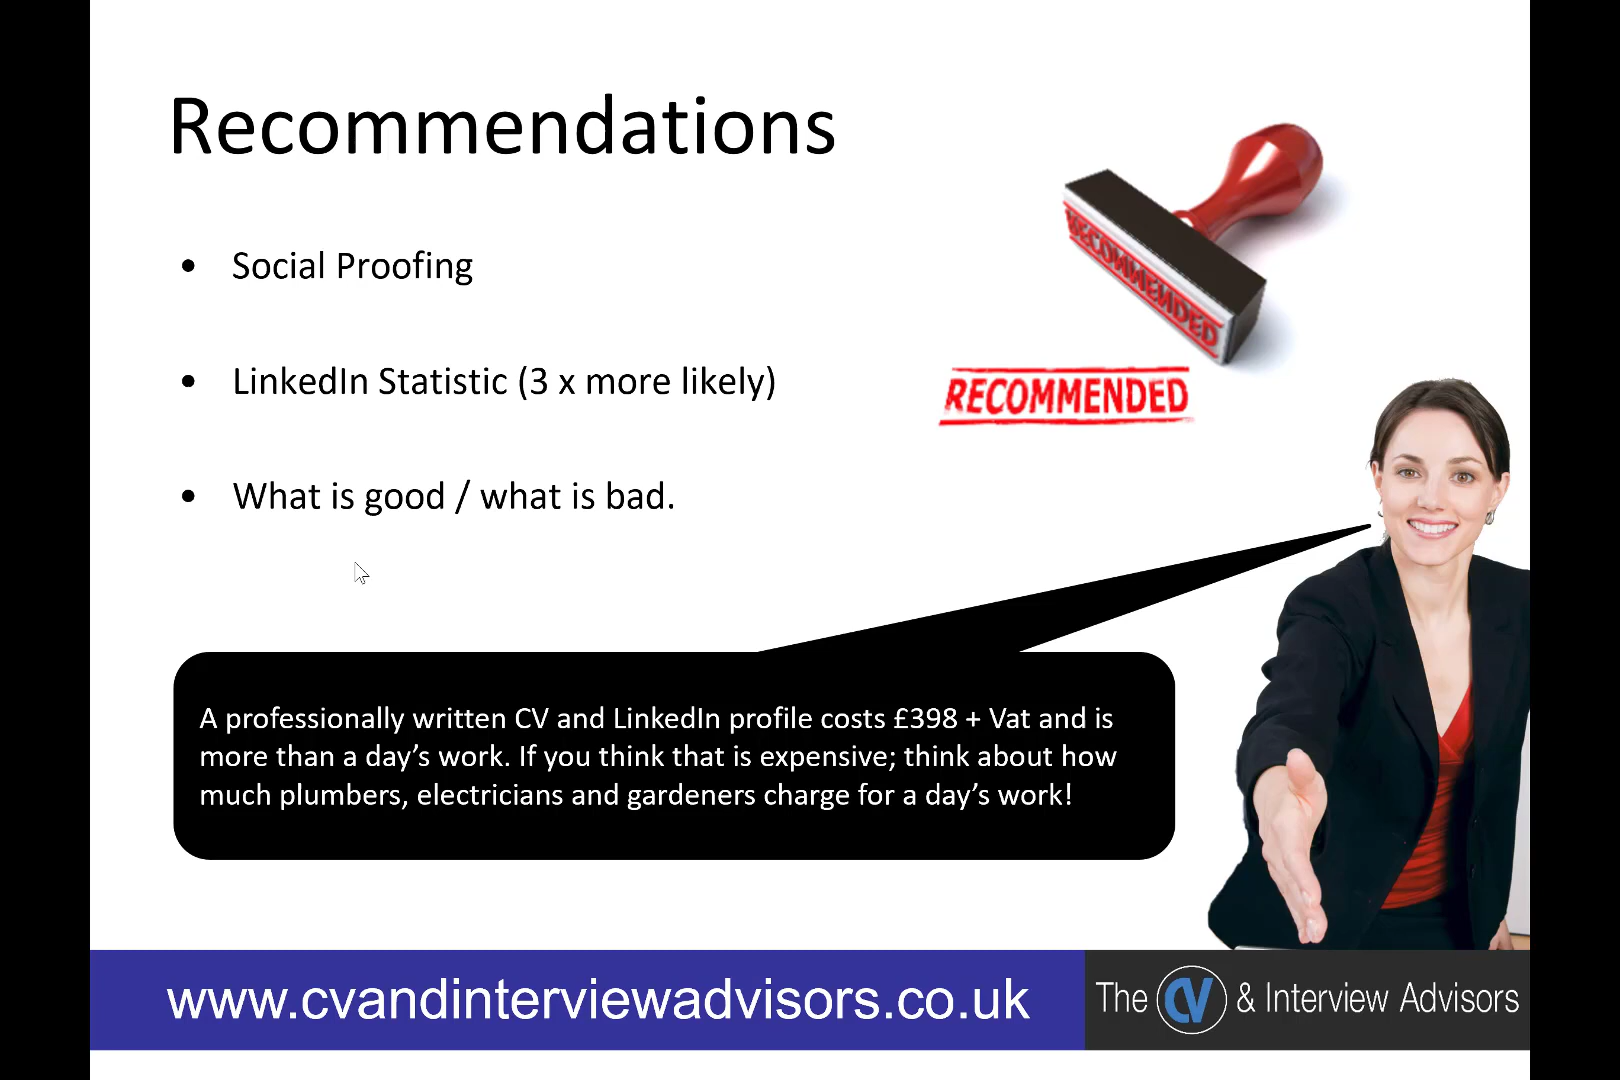 Recommendations
• Social Proofing
• LinkedIn Statistic (3 x more likely)
• What is good / what is bad.
RECOMMENDED
RECOMMENDED
A professionally written CV and LinkedIn profile costs £398 + Vat and is
more than a day’s work. If you think that is expensive; think about how
much plumbers, electricians and gardeners charge for a day’s work!
www.cvandinterviewadvisors.co.uk
The CV & Interview Advisors